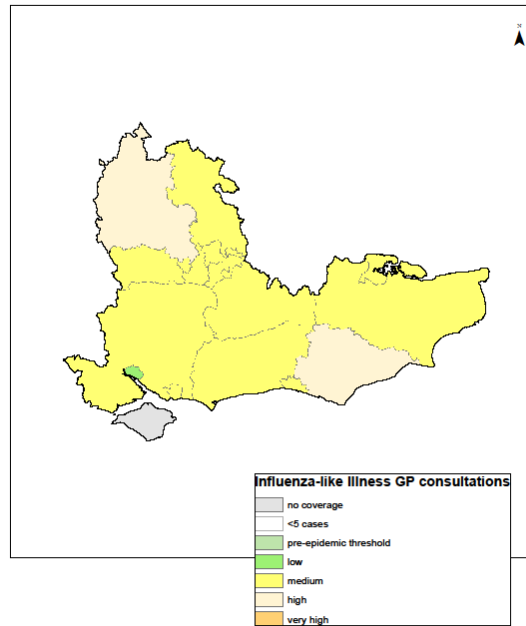 N
Influenza-like Illness GP consultations
no coverage
<5 cases
pre-epidemic threshold
low
medium
high
very high